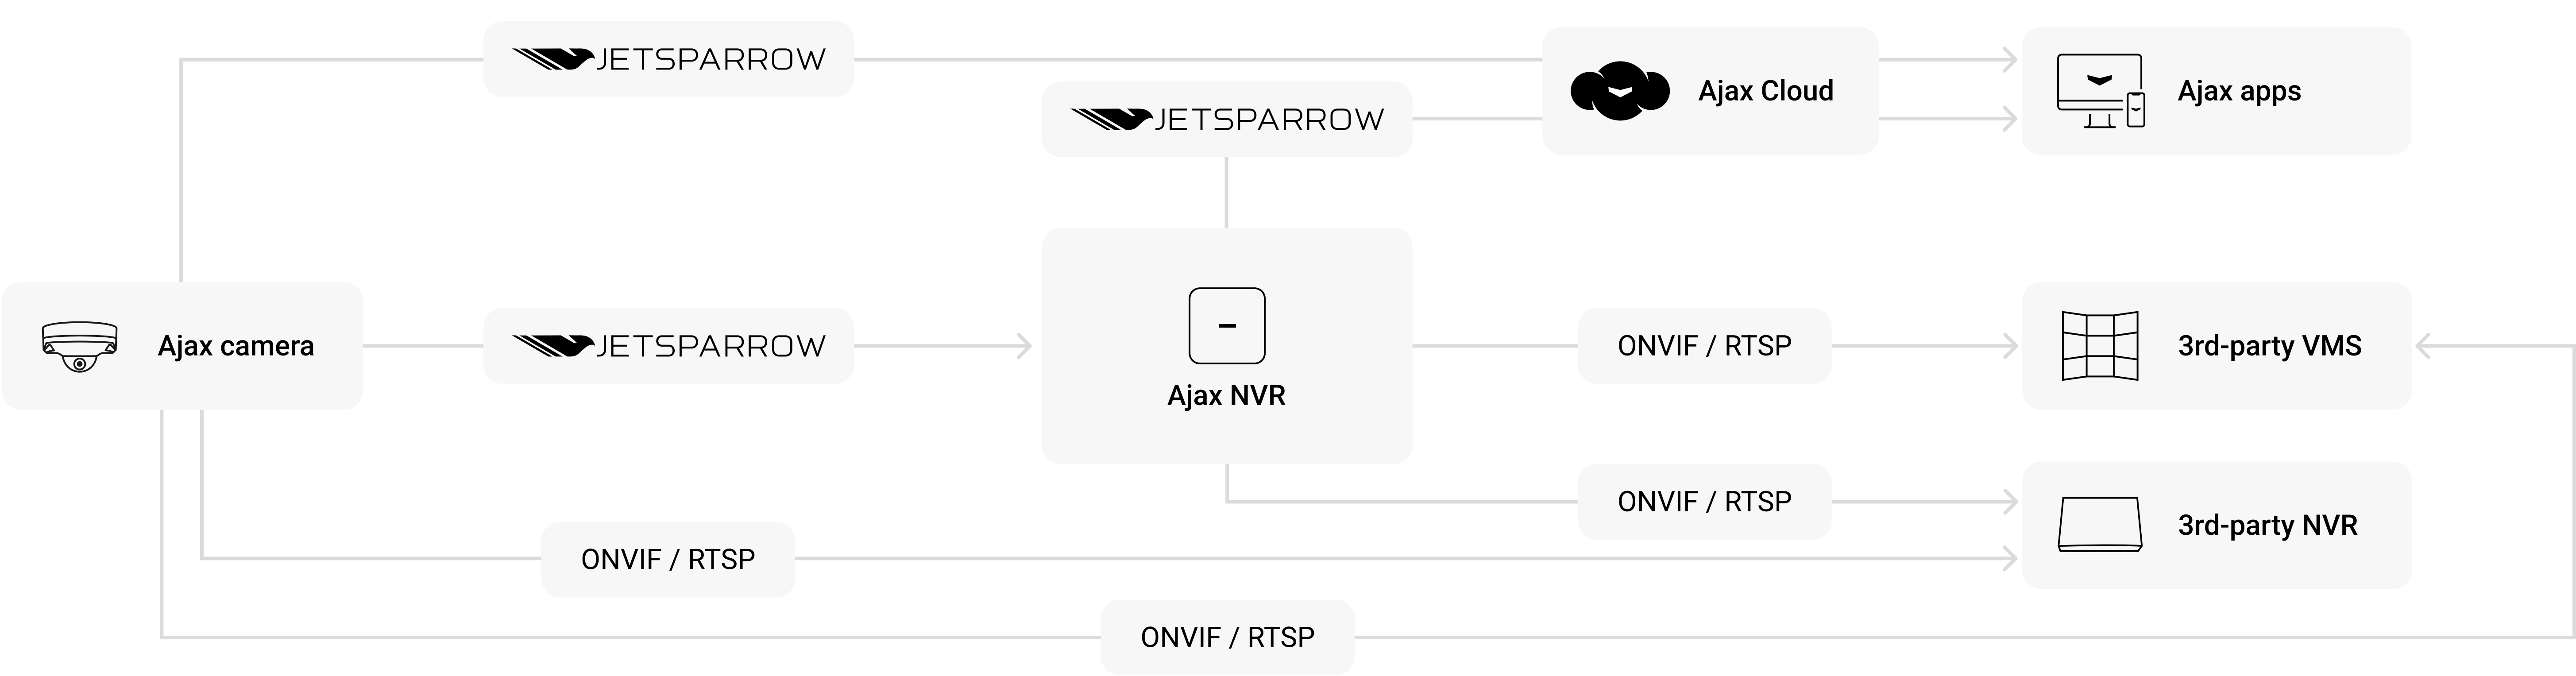 JETSPARROW
JETSPARROW
Ajax Cloud
Ajax apps
Ajax camera
JETSPARROW
Ajax NVR
ONVIF / RTSP
3rd-party VMS
ONVIF / RTSP
3rd-party NVR
ONVIF / RTSP
ONVIF / RTSP